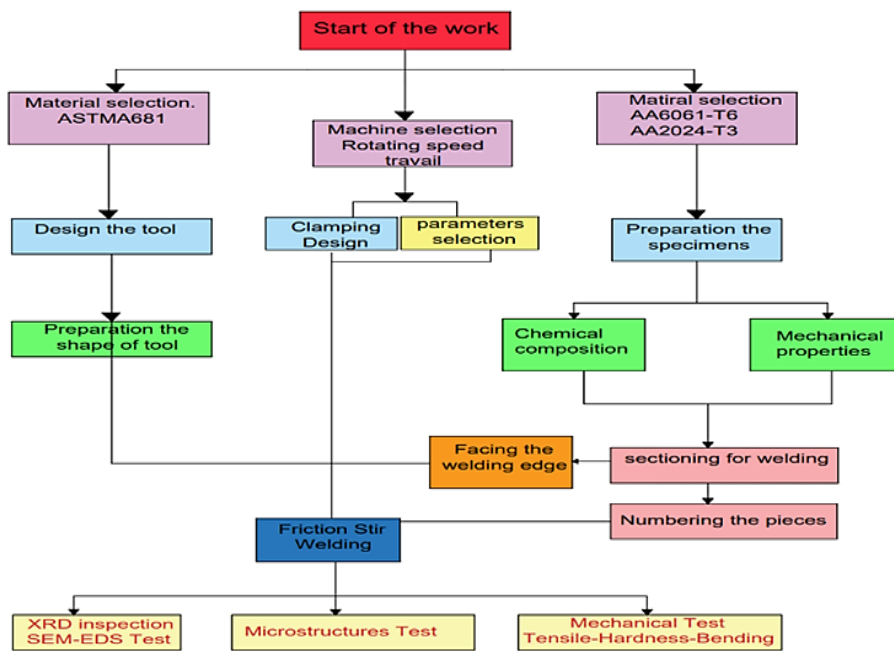 Start of the work
Material selection.
ASTMA681
Machine selection
Rotating speed
travail
Matiral selection
AA6061-T6
AA2024-T3
Design the tool
Clamping
Design
parameters
selection
Preparation the
specimens
Preparation the
shape of tool
Chemical
composition
Mechanical
properties
Facing the
welding edge
sectioning for welding
Numbering the pieces
Friction Stir
Welding
XRD inspection
SEM-EDS Test
Microstructures Test
Mechanical Test
Tensile-Hardness-Bending